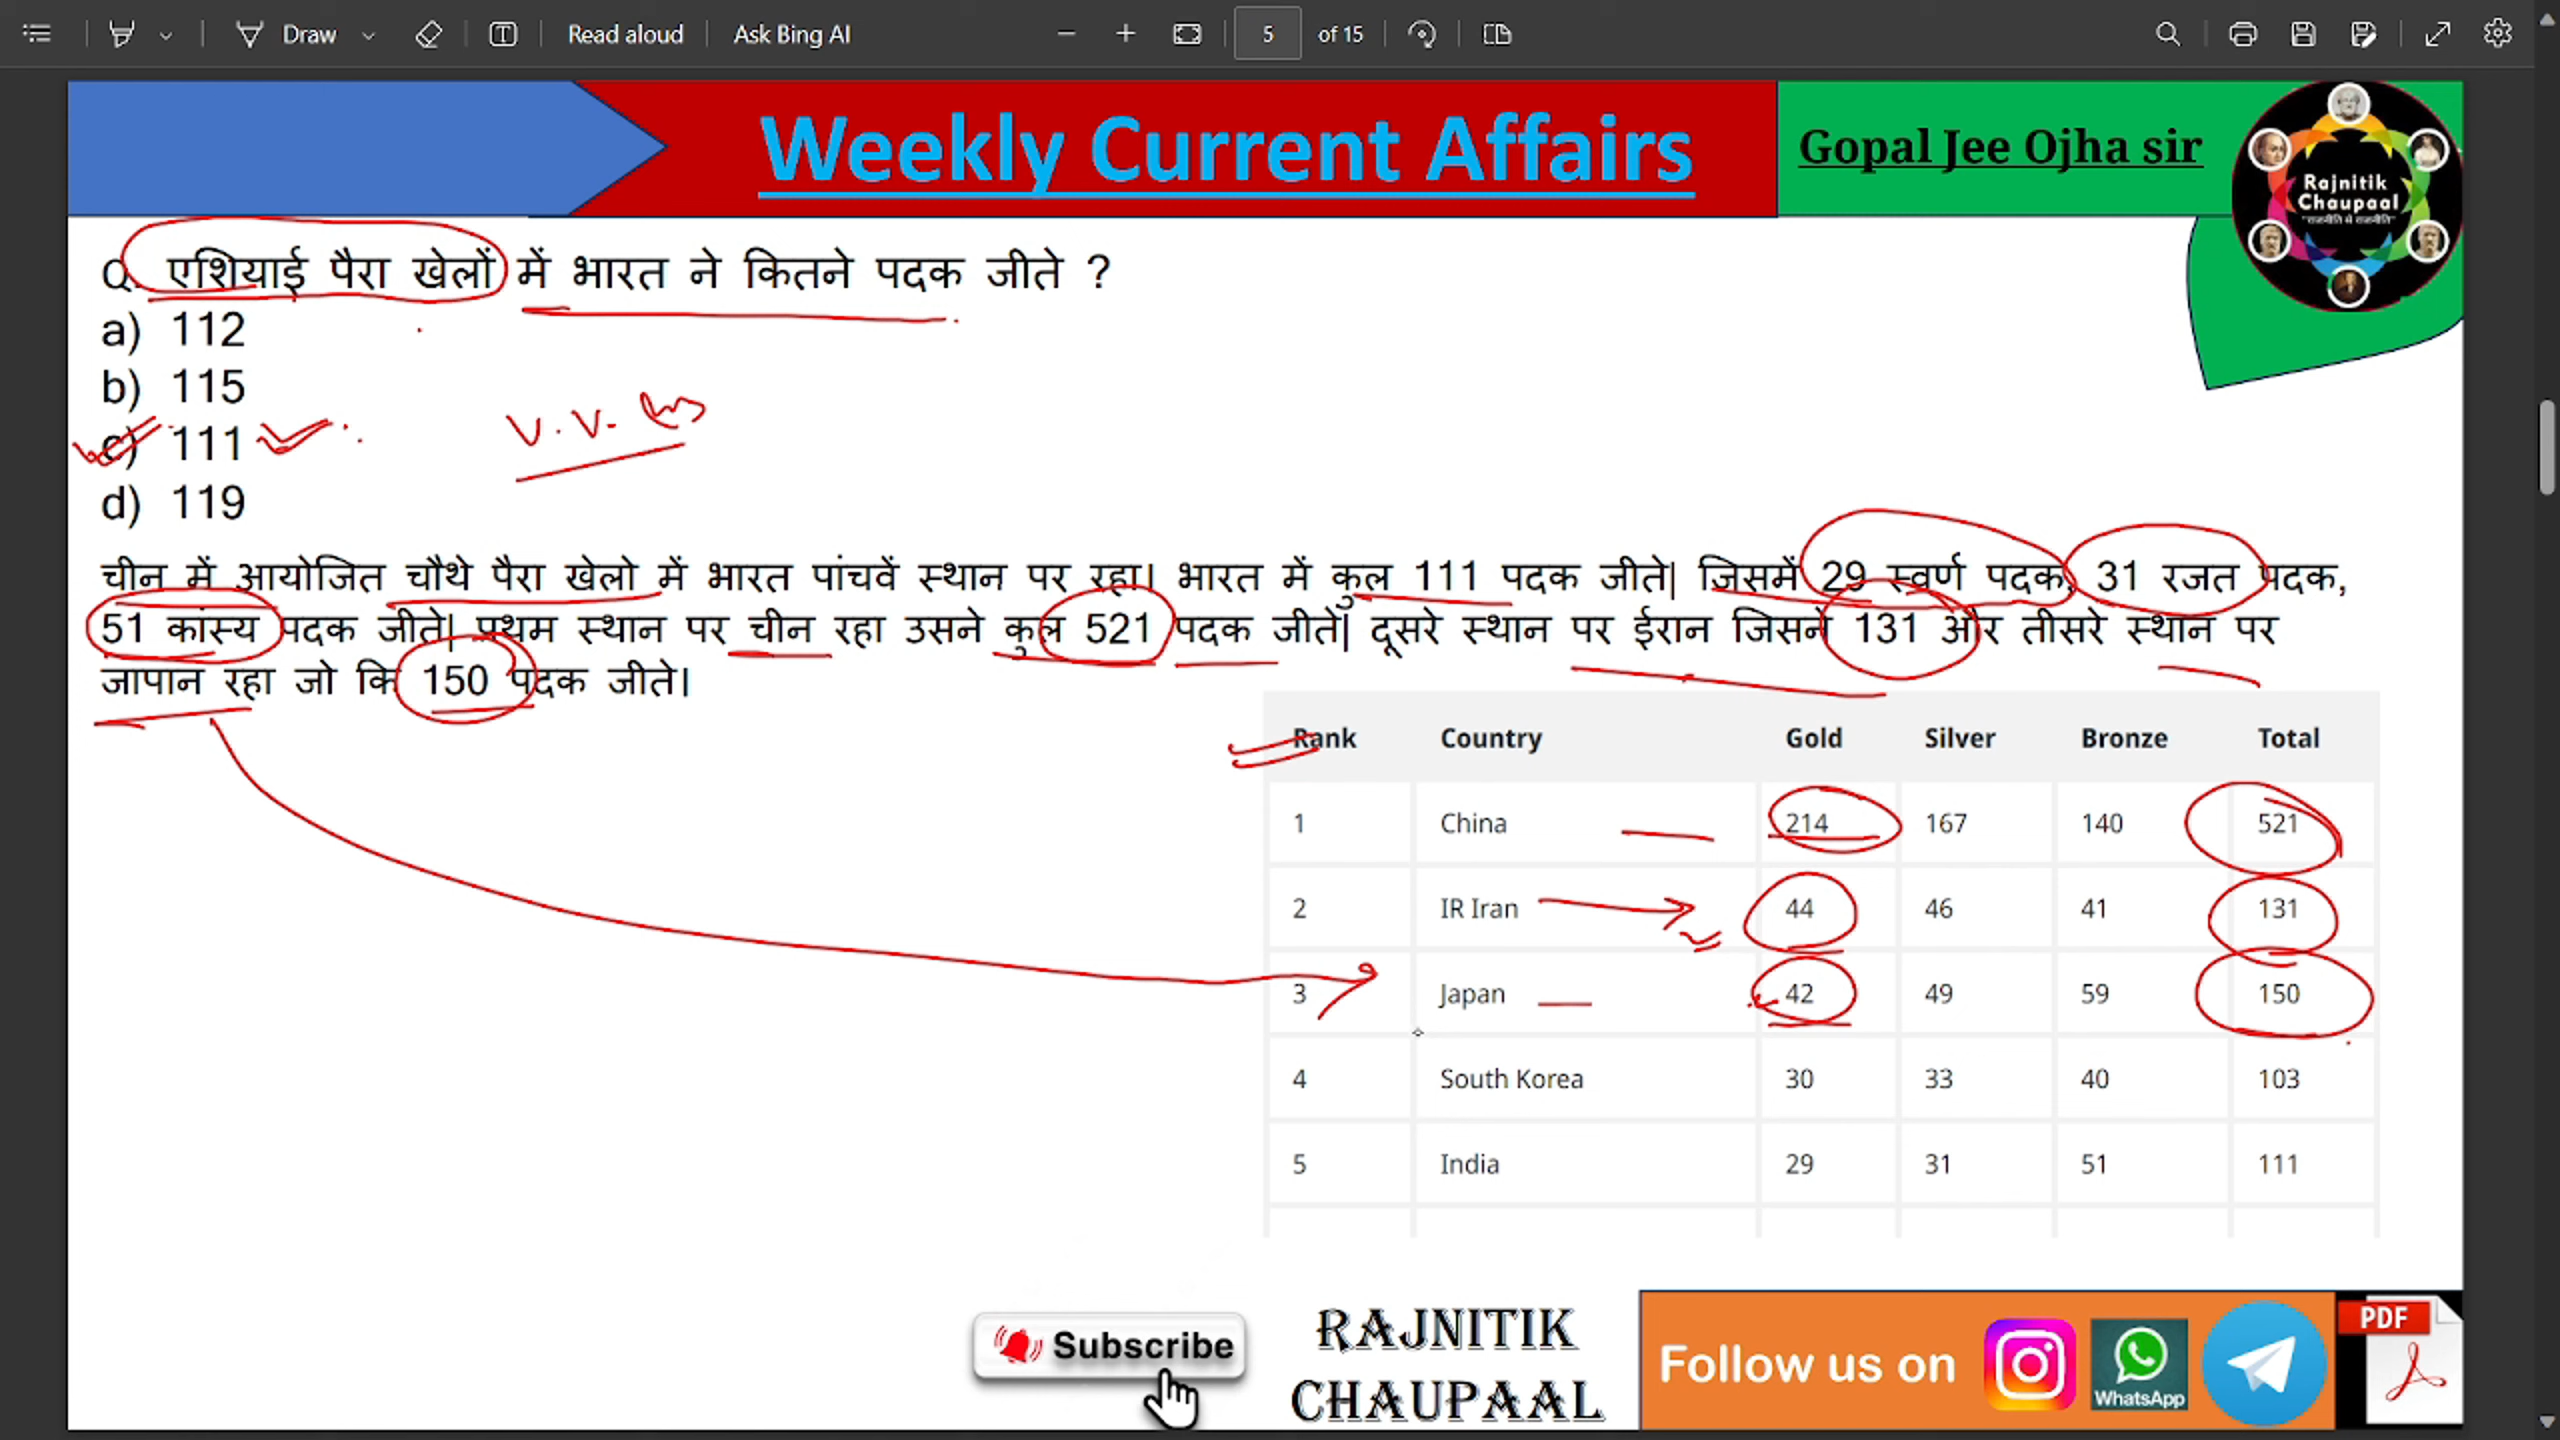 Draw
Read aloud
Ask Bing AI
5 of 15
Weekly Current Affairs
Gopal Jee Ojha sir
Rajnitik
Chaupaal
Q. एशियाई पैरा खेलों में भारत ने कितने पदक जीते ?
a) 112
b) 115
c) 111
d) 119
V. V.
चीन में आयोजित चौथे पैरा खेलो में भारत पांचवें स्थान पर रहा। भारत में कुल 111 पदक जीते| जिसमें 29 स्वर्ण पदक, 31 रजत पदक,
51 कांस्य पदक जीते| प्रथम स्थान पर चीन रहा उसने कुल 521 पदक जीते| दूसरे स्थान पर ईरान जिसने 131 और तीसरे स्थान पर
जापान रहा जो कि 150 पदक जीते।
Rank Country Gold Silver Bronze Total
1 China 214 167 140 521
2 IR Iran 44 46 41 131
3 Japan 42 49 59 150
4 South Korea 30 33 40 103
5 India 29 31 51 111
Subscribe
RAJNITIK
CHAUPAAL
Follow us on
WhatsApp
PDF